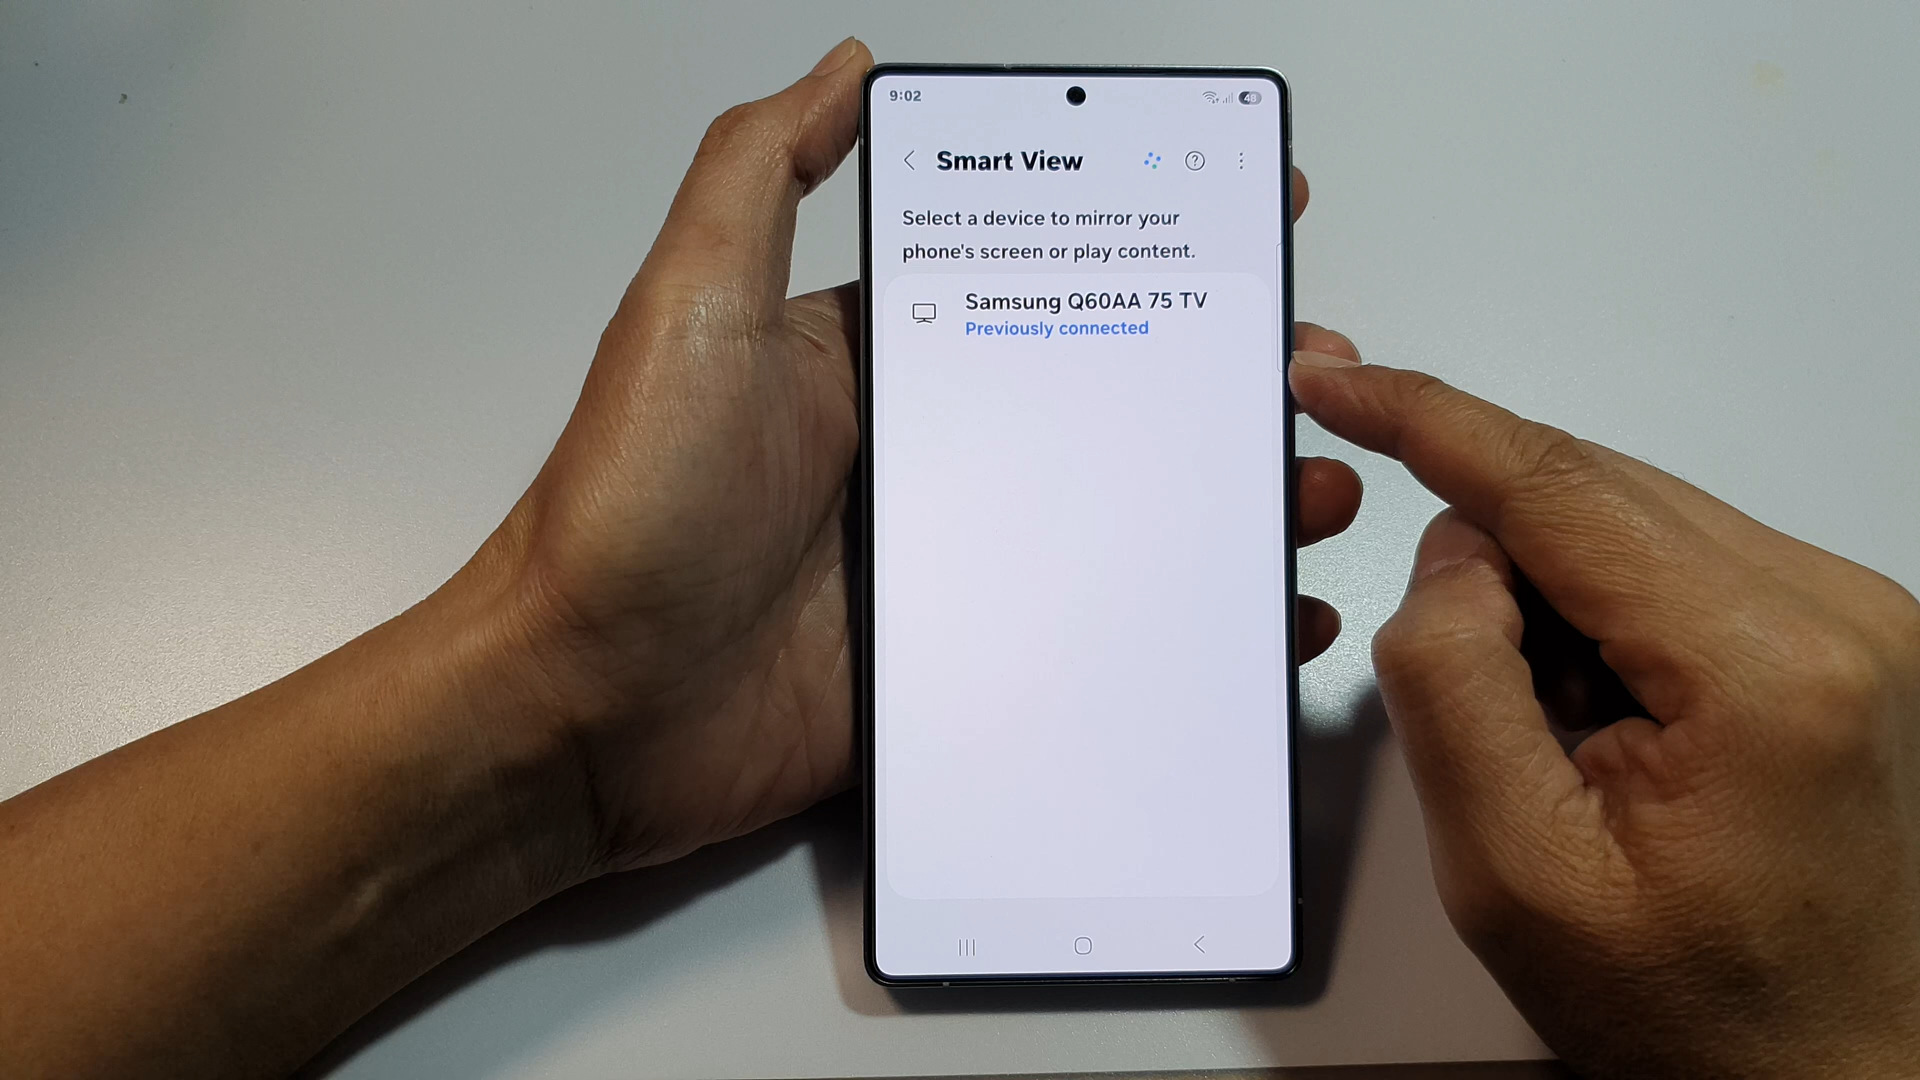 9:02
48
Smart View
Select a device to mirror your
phone's screen or play content.
Samsung Q60AA 75 TV
Previously connected